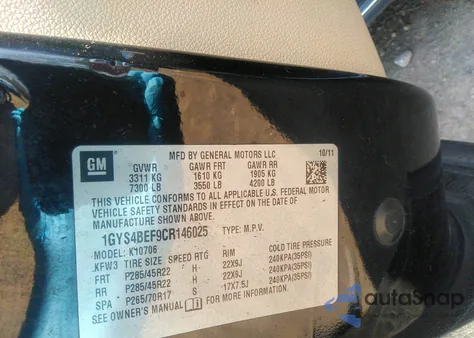 GM
MFD BY GENERAL MOTORS LLC 10/11
GVWR GAWR FRT GAWR RR
3311 KG 1610 KG 1905 KG
7300 LB 3550 LB 4200 LB
THIS VEHICLE CONFORMS TO ALL APPLICABLE U.S. FEDERAL MOTOR
VEHICLE SAFETY STANDARDS IN EFFECT ON THE DATE OF
MANUFACTURE SHOWN ABOVE.
1GYS4BEF9CR146025 TYPE: M.P.V.
MODEL: K10706
KFW3 TIRE SIZE SPEED RTG RIM COLD TIRE PRESSURE
FRT P285/45R22 H 22X9J 240KPA(35PSI)
RR P285/45R22 H 22X9J 240KPA(35PSI)
SPA P265/70R17 S 17X7.5J 240KPA(35PSI)
SEE OWNER'S MANUAL FOR MORE INFORMATION.
autoSnap